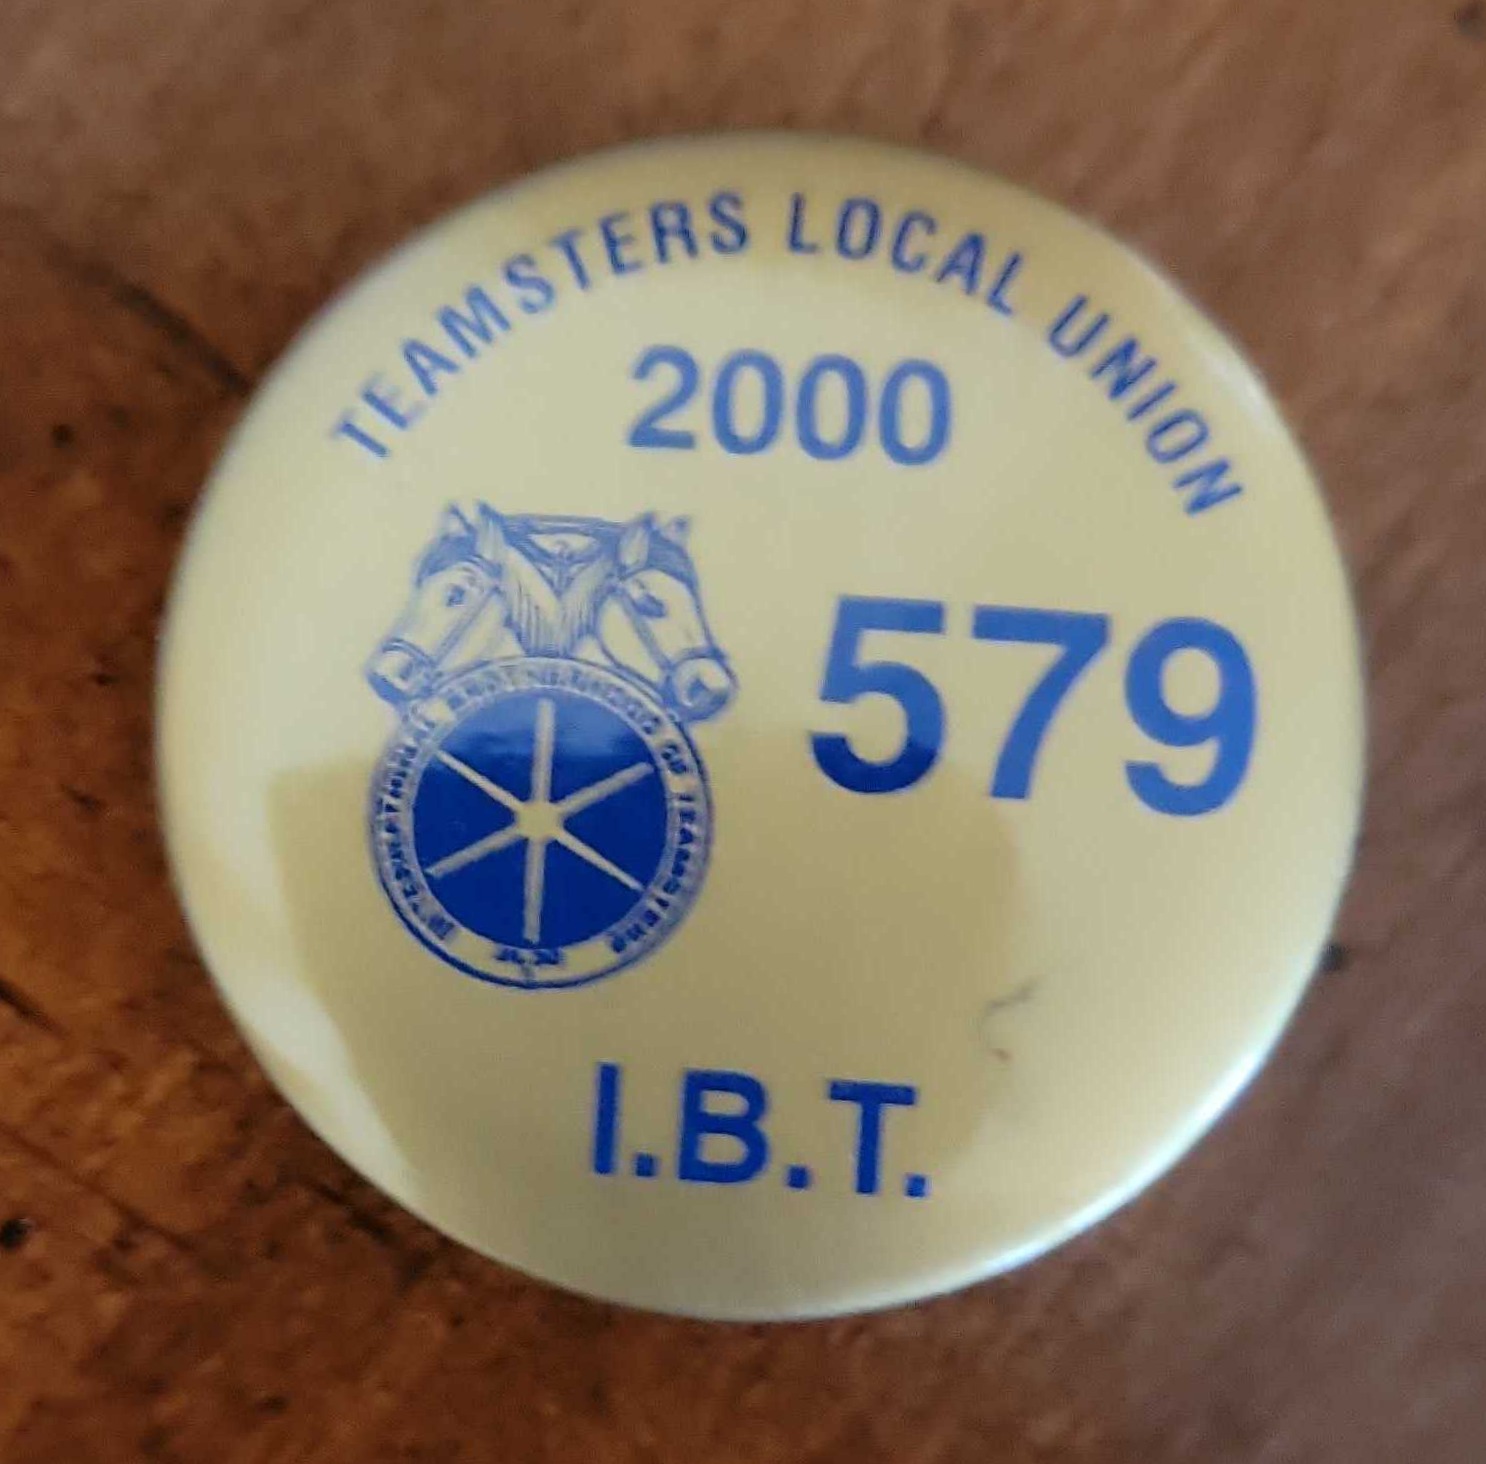 TEAMSTERS LOCAL UNION
2000
579
INTERNATIONAL BROTHERHOOD OF TEAMSTERS
I.B.T.